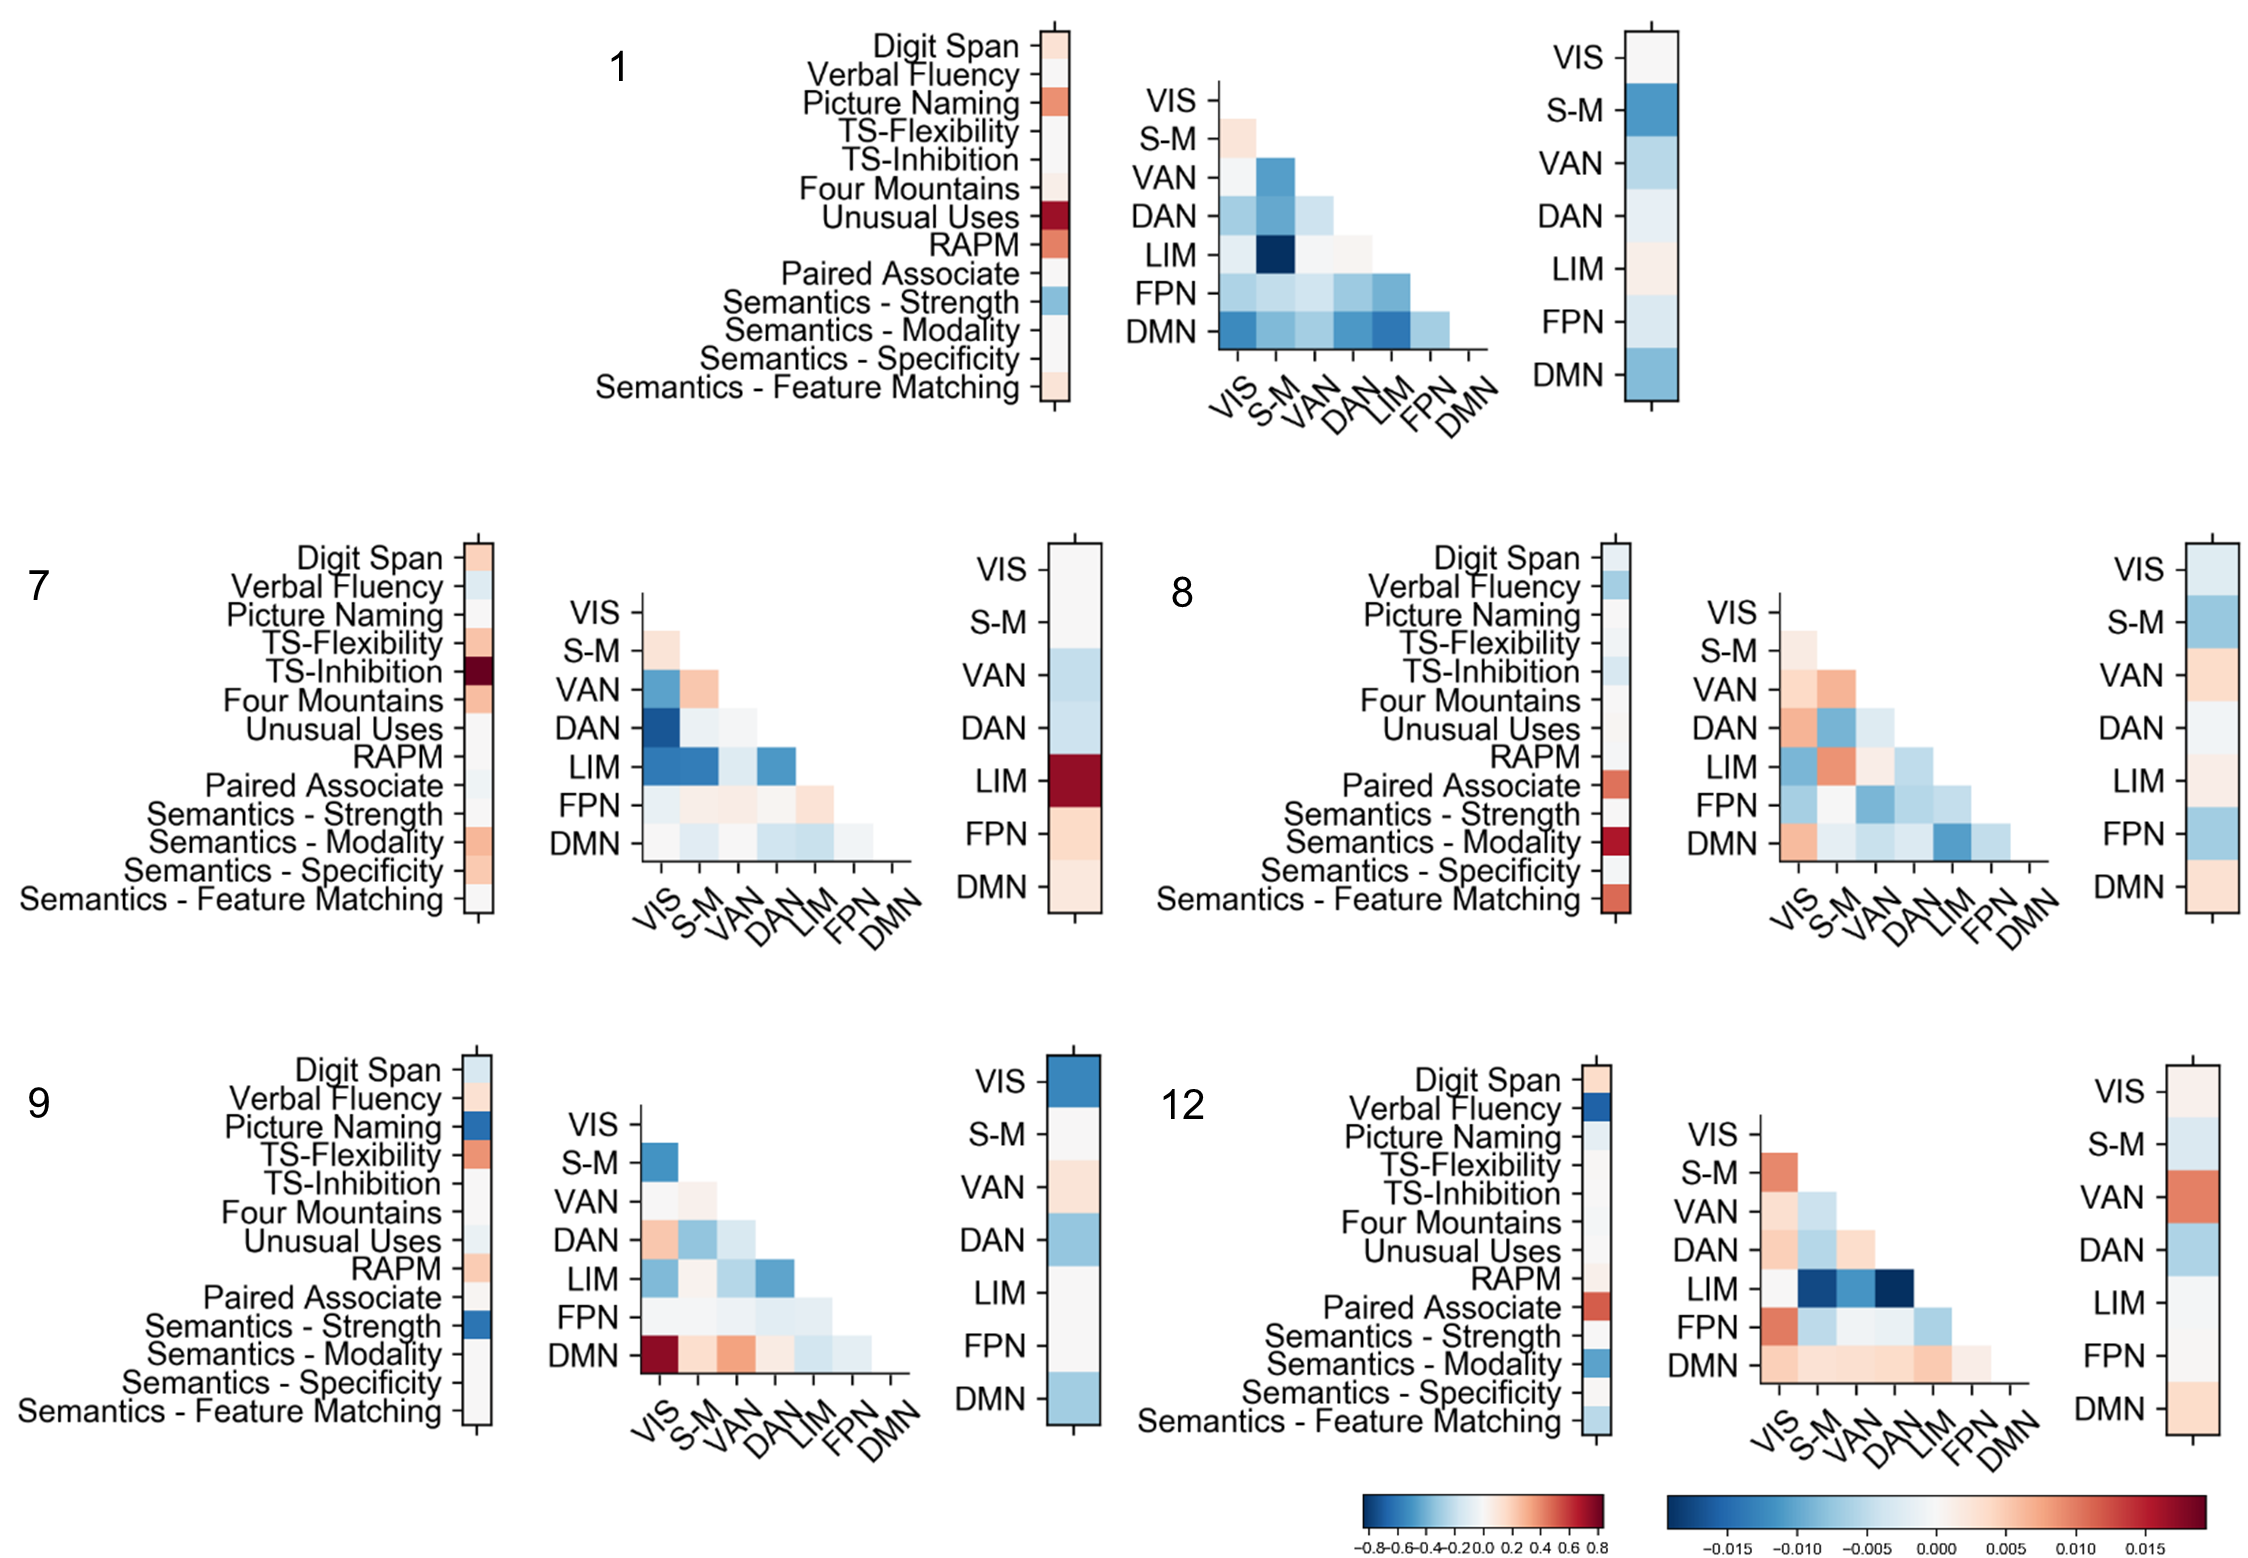 1
Digit Span
Verbal Fluency
Picture Naming
TS-Flexibility
TS-Inhibition
Four Mountains
Unusual Uses
RAPM
Paired Associate
Semantics - Strength
Semantics - Modality
Semantics - Specificity
Semantics - Feature Matching
VIS
S-M
VAN
DAN
LIM
FPN
DMN
VIS S-M VAN DAN LIM FPN DMN
VIS
S-M
VAN
DAN
LIM
FPN
DMN
7
Digit Span
Verbal Fluency
Picture Naming
TS-Flexibility
TS-Inhibition
Four Mountains
Unusual Uses
RAPM
Paired Associate
Semantics - Strength
Semantics - Modality
Semantics - Specificity
Semantics - Feature Matching
VIS
S-M
VAN
DAN
LIM
FPN
DMN
VIS S-M VAN DAN LIM FPN DMN
VIS
S-M
VAN
DAN
LIM
FPN
DMN
8
Digit Span
Verbal Fluency
Picture Naming
TS-Flexibility
TS-Inhibition
Four Mountains
Unusual Uses
RAPM
Paired Associate
Semantics - Strength
Semantics - Modality
Semantics - Specificity
Semantics - Feature Matching
VIS
S-M
VAN
DAN
LIM
FPN
DMN
VIS S-M VAN DAN LIM FPN DMN
VIS
S-M
VAN
DAN
LIM
FPN
DMN
9
Digit Span
Verbal Fluency
Picture Naming
TS-Flexibility
TS-Inhibition
Four Mountains
Unusual Uses
RAPM
Paired Associate
Semantics - Strength
Semantics - Modality
Semantics - Specificity
Semantics - Feature Matching
VIS
S-M
VAN
DAN
LIM
FPN
DMN
VIS S-M VAN DAN LIM FPN DMN
VIS
S-M
VAN
DAN
LIM
FPN
DMN
12
Digit Span
Verbal Fluency
Picture Naming
TS-Flexibility
TS-Inhibition
Four Mountains
Unusual Uses
RAPM
Paired Associate
Semantics - Strength
Semantics - Modality
Semantics - Specificity
Semantics - Feature Matching
VIS
S-M
VAN
DAN
LIM
FPN
DMN
VIS S-M VAN DAN LIM FPN DMN
VIS
S-M
VAN
DAN
LIM
FPN
DMN
−0.8 −0.6 −0.4 −0.2 0.0 0.2 0.4 0.6 0.8
−0.015 −0.010 −0.005 0.000 0.005 0.010 0.015